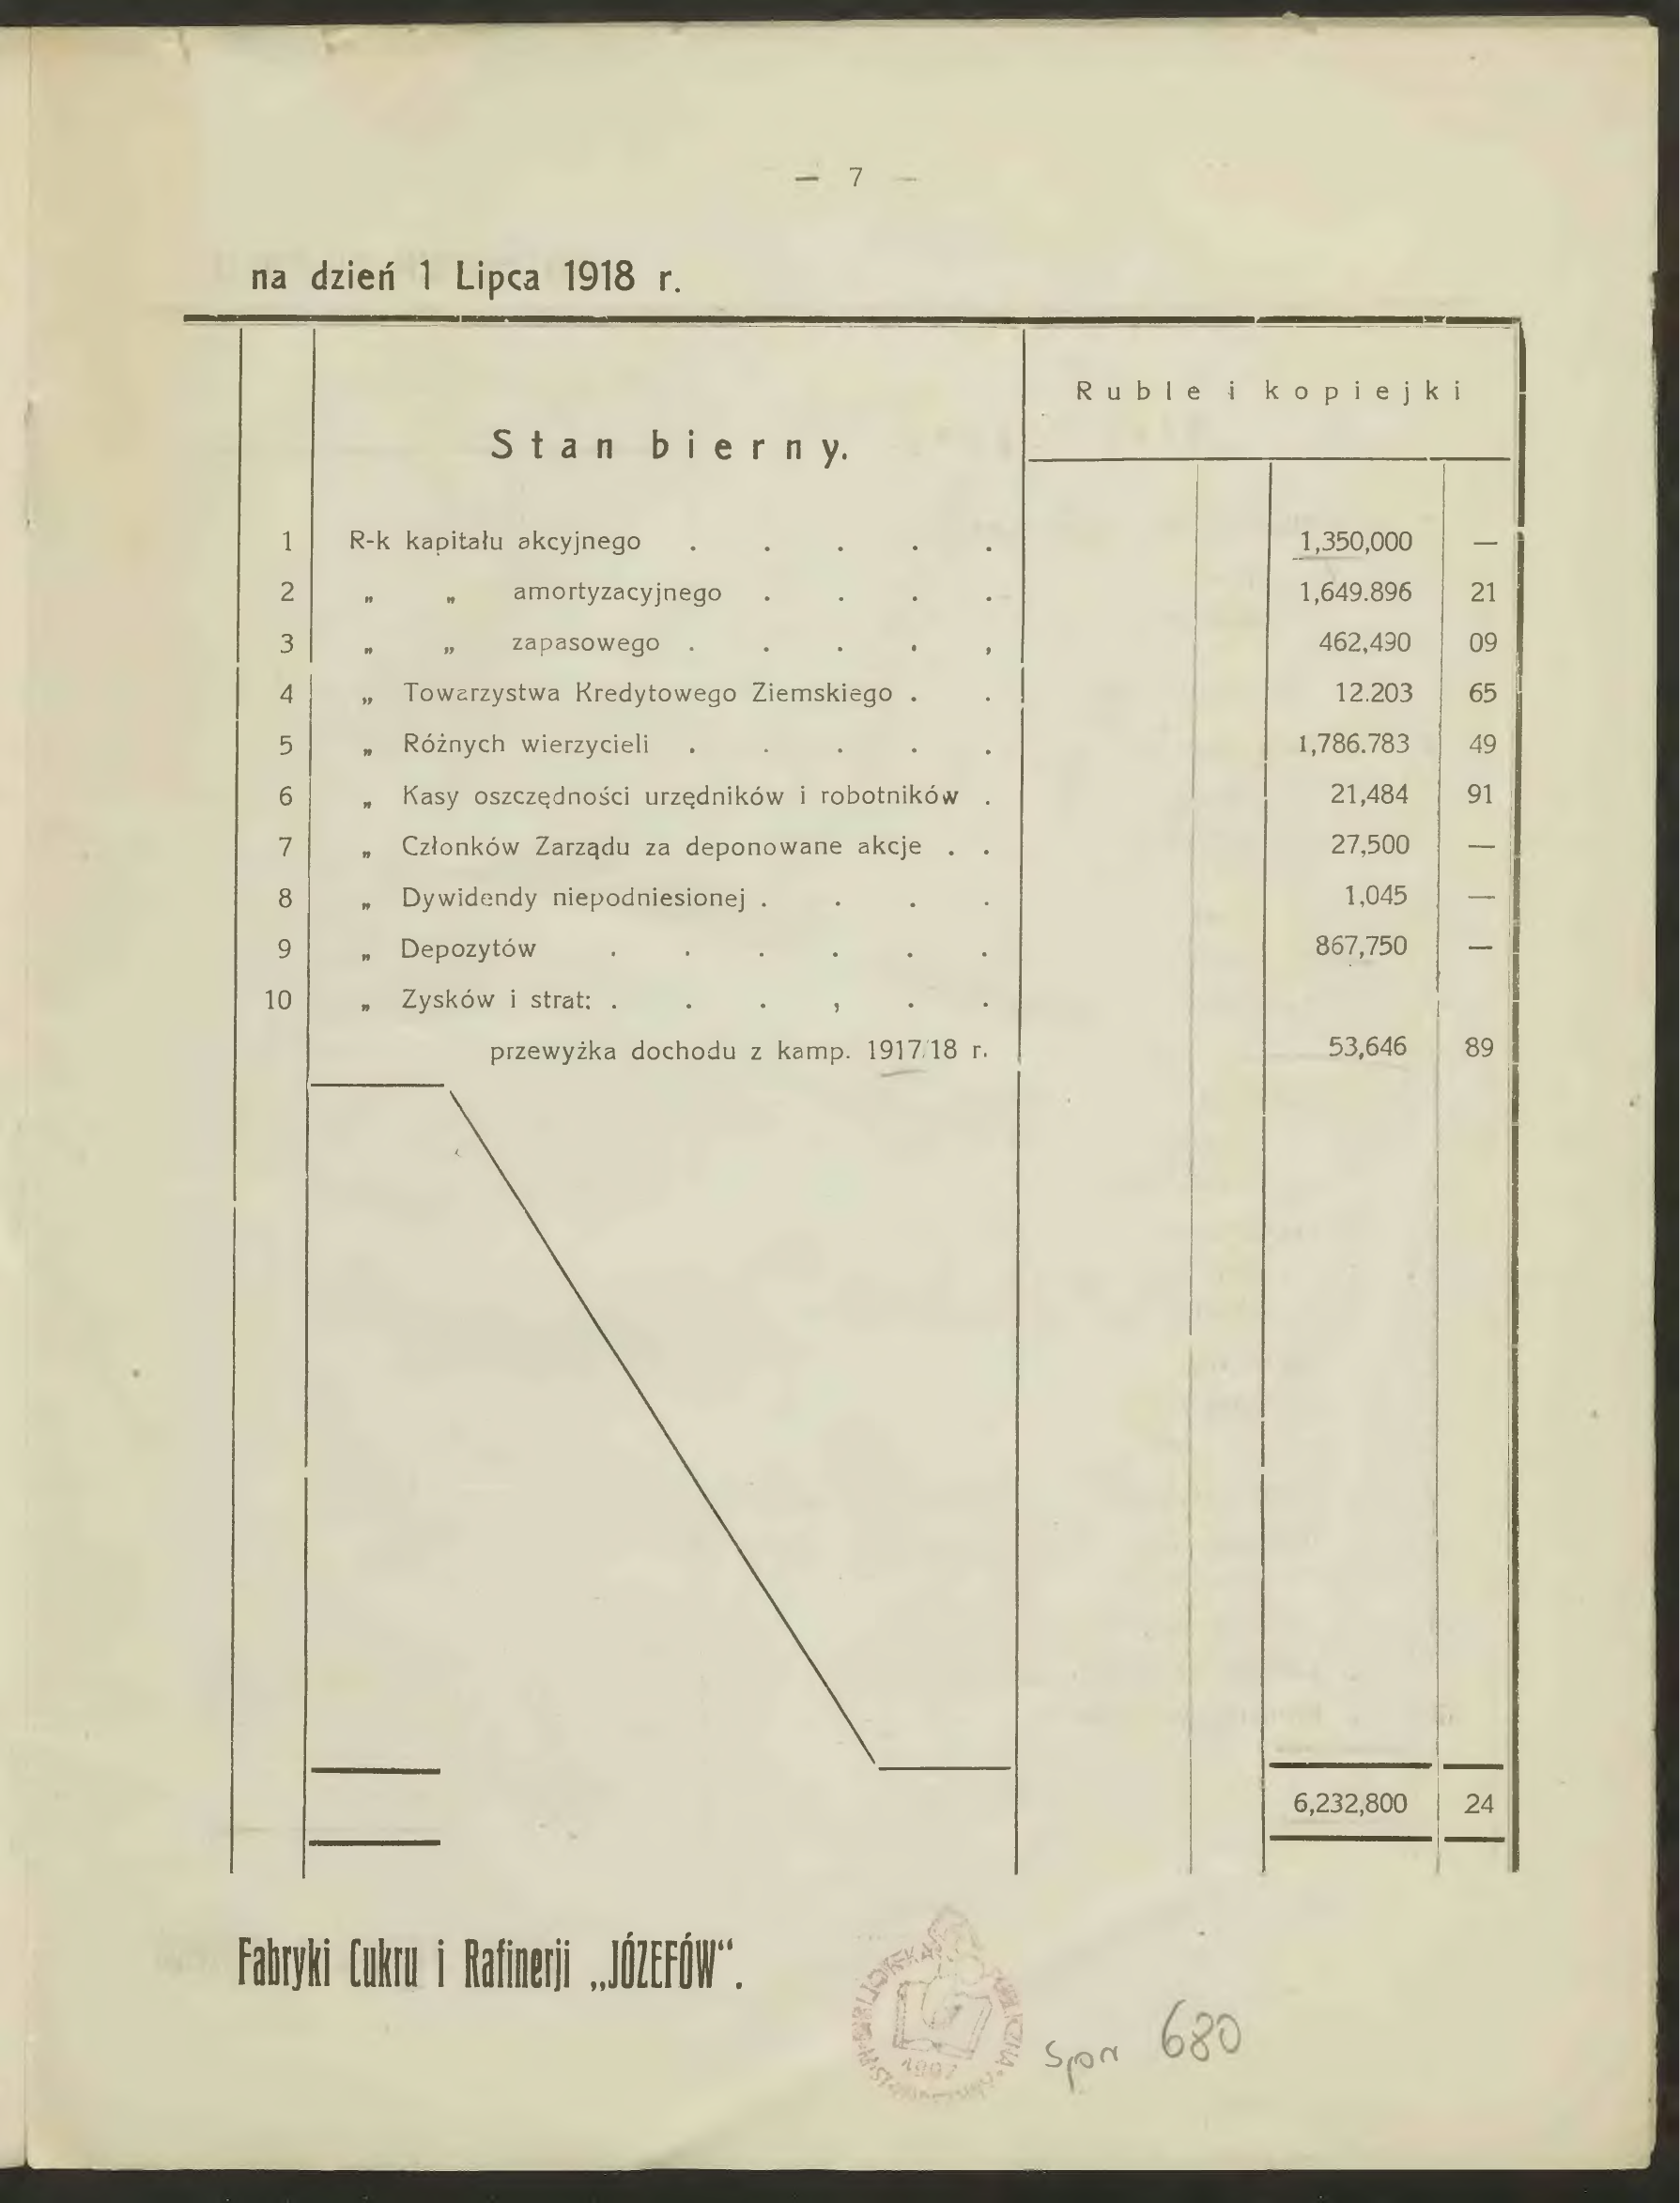 — 7 —
na dzień 1 Lipca 1918 r.
Stan bierny.
Ruble i kopiejki
1 R-k kapitału akcyjnego . . . . . 1,350,000 —
2 „ „ amortyzacyjnego . . . . 1,649.896 21
3 „ „ zapasowego . . . . , 462,490 09
4 „ Towarzystwa Kredytowego Ziemskiego . . 12.203 65
5 „ Różnych wierzycieli . . . . . 1,786.783 49
6 „ Kasy oszczędności urzędników i robotników . 21,484 91
7 „ Członków Zarządu za deponowane akcje . . 27,500 —
8 „ Dywidendy niepodniesionej . . . . 1,045 —
9 „ Depozytów . . . . . . 867,750 —
10 „ Zysków i strat: . . . , . .
przewyżka dochodu z kamp. 1917/18 r. 53,646 89
6,232,800 24
Fabryki Cukru i Rafinerji „JÓZEFÓW“.
1907
680